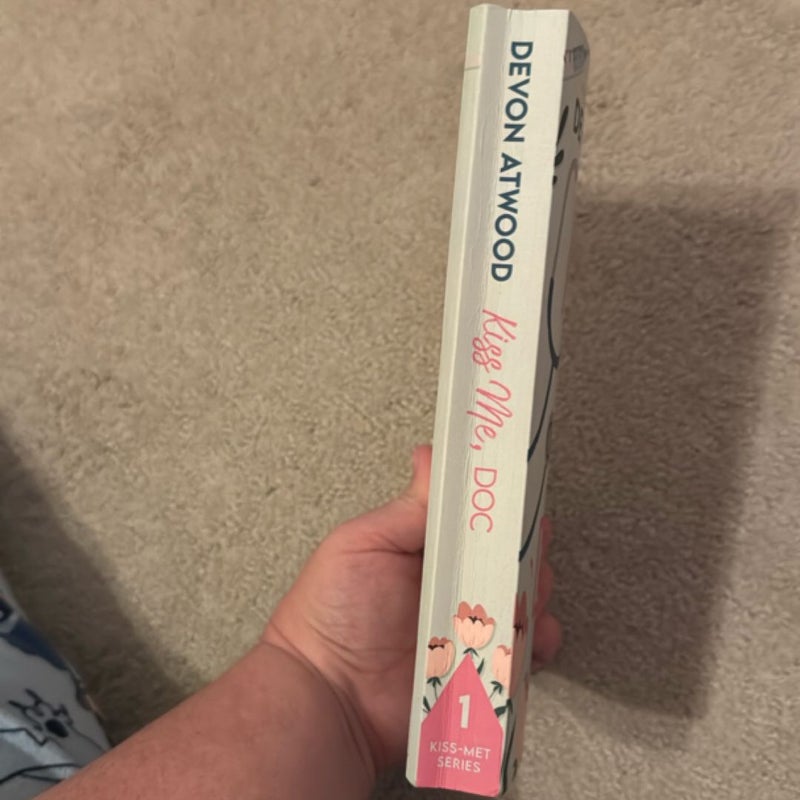 DEVON ATWOOD
Kiss Me, DOC
1
KISS-MET
SERIES